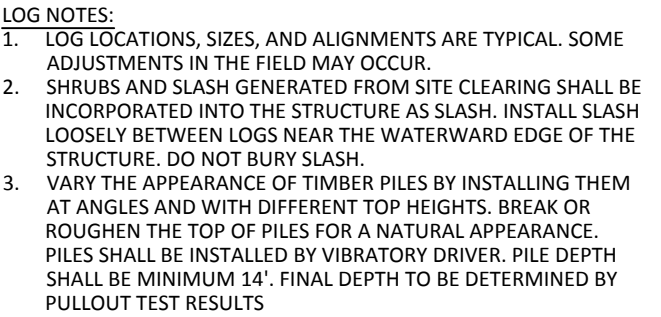 LOG NOTES:
1. LOG LOCATIONS, SIZES, AND ALIGNMENTS ARE TYPICAL. SOME
ADJUSTMENTS IN THE FIELD MAY OCCUR.
2. SHRUBS AND SLASH GENERATED FROM SITE CLEARING SHALL BE
INCORPORATED INTO THE STRUCTURE AS SLASH. INSTALL SLASH
LOOSELY BETWEEN LOGS NEAR THE WATERWARD EDGE OF THE
STRUCTURE. DO NOT BURY SLASH.
3. VARY THE APPEARANCE OF TIMBER PILES BY INSTALLING THEM
AT ANGLES AND WITH DIFFERENT TOP HEIGHTS. BREAK OR
ROUGHEN THE TOP OF PILES FOR A NATURAL APPEARANCE.
PILES SHALL BE INSTALLED BY VIBRATORY DRIVER. PILE DEPTH
SHALL BE MINIMUM 14'. FINAL DEPTH TO BE DETERMINED BY
PULLOUT TEST RESULTS